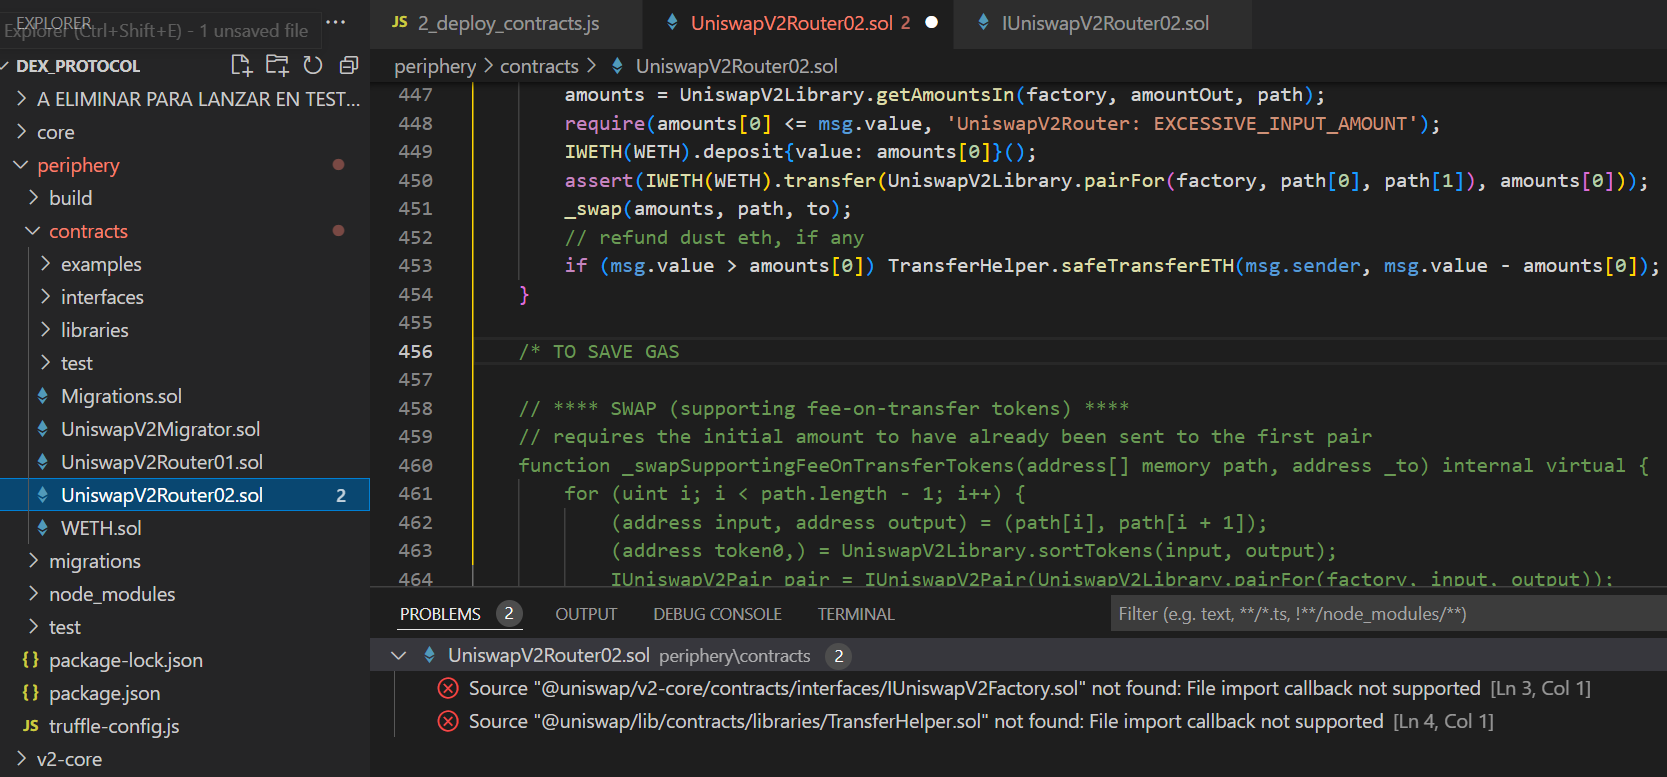 EXPLORER
Explorer (Ctrl+Shift+E) - 1 unsaved file
···
DEX_PROTOCOL
A ELIMINAR PARA LANZAR EN TEST...
core
periphery
build
contracts
examples
interfaces
libraries
test
Migrations.sol
UniswapV2Migrator.sol
UniswapV2Router01.sol
UniswapV2Router02.sol 2
WETH.sol
migrations
node_modules
test
{} package-lock.json
{} package.json
JS truffle-config.js
v2-core
JS 2_deploy_contracts.js
UniswapV2Router02.sol 2
IUniswapV2Router02.sol
periphery > contracts > UniswapV2Router02.sol
447 amounts = UniswapV2Library.getAmountsIn(factory, amountOut, path);
448 require(amounts[0] <= msg.value, 'UniswapV2Router: EXCESSIVE_INPUT_AMOUNT');
449 IWETH(WETH).deposit{value: amounts[0]}();
450 assert(IWETH(WETH).transfer(UniswapV2Library.pairFor(factory, path[0], path[1]), amounts[0]));
451 _swap(amounts, path, to);
452 // refund dust eth, if any
453 if (msg.value > amounts[0]) TransferHelper.safeTransferETH(msg.sender, msg.value - amounts[0]);
454 }
455
456 /* TO SAVE GAS
457
458 // **** SWAP (supporting fee-on-transfer tokens) ****
459 // requires the initial amount to have already been sent to the first pair
460 function _swapSupportingFeeOnTransferTokens(address[] memory path, address _to) internal virtual {
461 for (uint i; i < path.length - 1; i++) {
462 (address input, address output) = (path[i], path[i + 1]);
463 (address token0,) = UniswapV2Library.sortTokens(input, output);
464 IUniswapV2Pair pair = IUniswapV2Pair(UniswapV2Library.pairFor(factory, input, output));
PROBLEMS 2 OUTPUT DEBUG CONSOLE TERMINAL Filter (e.g. text, **/*.ts, !**/node_modules/**)
UniswapV2Router02.sol periphery\contracts 2
Source "@uniswap/v2-core/contracts/interfaces/IUniswapV2Factory.sol" not found: File import callback not supported [Ln 3, Col 1]
Source "@uniswap/lib/contracts/libraries/TransferHelper.sol" not found: File import callback not supported [Ln 4, Col 1]